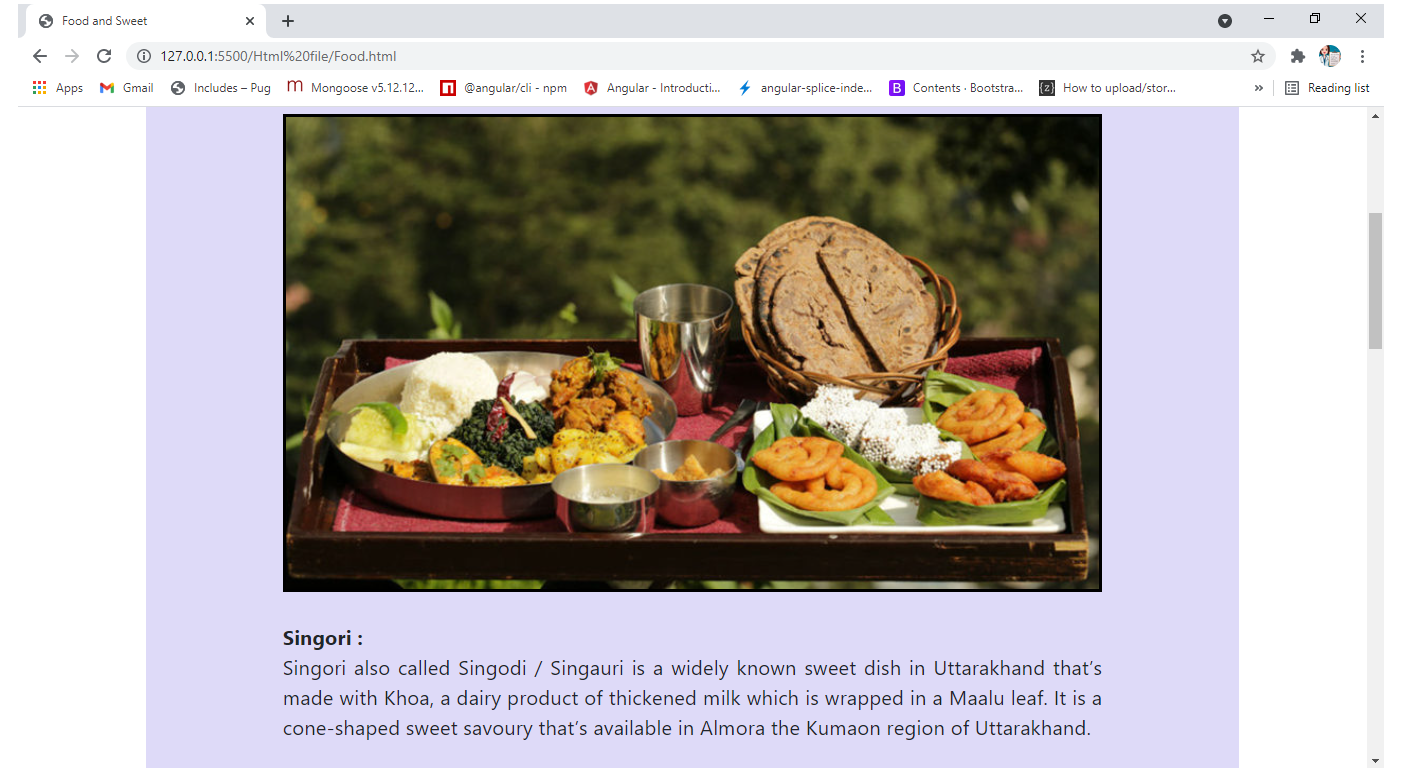 Food and Sweet
127.0.0.1:5500/Html%20file/Food.html
Apps Gmail Includes – Pug Mongoose v5.12.12... @angular/cli - npm Angular - Introducti... angular-splice-inde... Contents · Bootstra... How to upload/stor... » Reading list
Singori :
Singori also called Singodi / Singauri is a widely known sweet dish in Uttarakhand that’s
made with Khoa, a dairy product of thickened milk which is wrapped in a Maalu leaf. It is a
cone-shaped sweet savoury that’s available in Almora the Kumaon region of Uttarakhand.